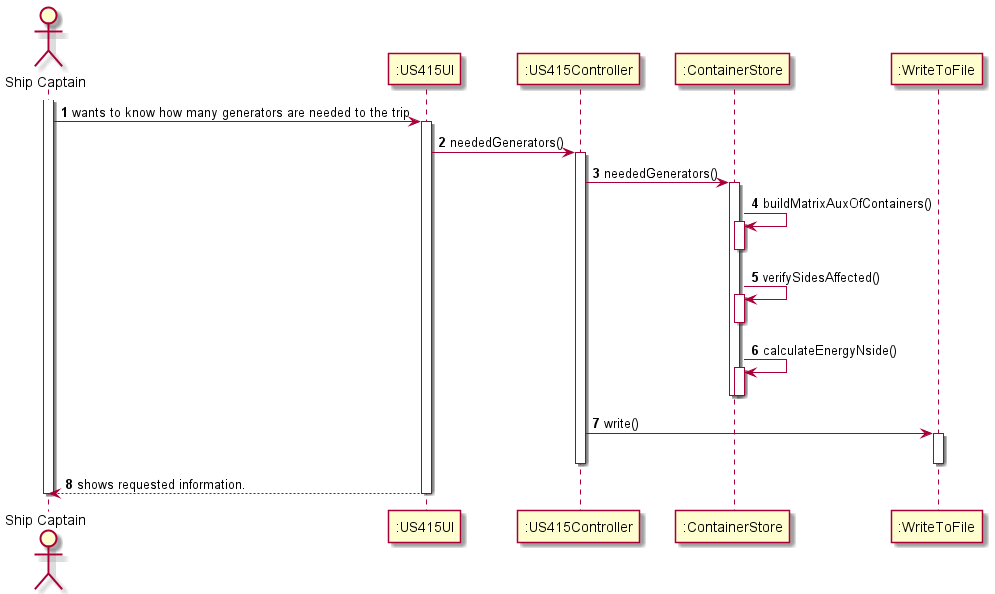 Ship Captain
:US415UI
:US415Controller
:ContainerStore
:WriteToFile
1 wants to know how many generators are needed to the trip
2 neededGenerators()
3 neededGenerators()
4 buildMatrixAuxOfContainers()
5 verifySidesAffected()
6 calculateEnergyNside()
7 write()
8 shows requested information.
Ship Captain
:US415UI
:US415Controller
:ContainerStore
:WriteToFile